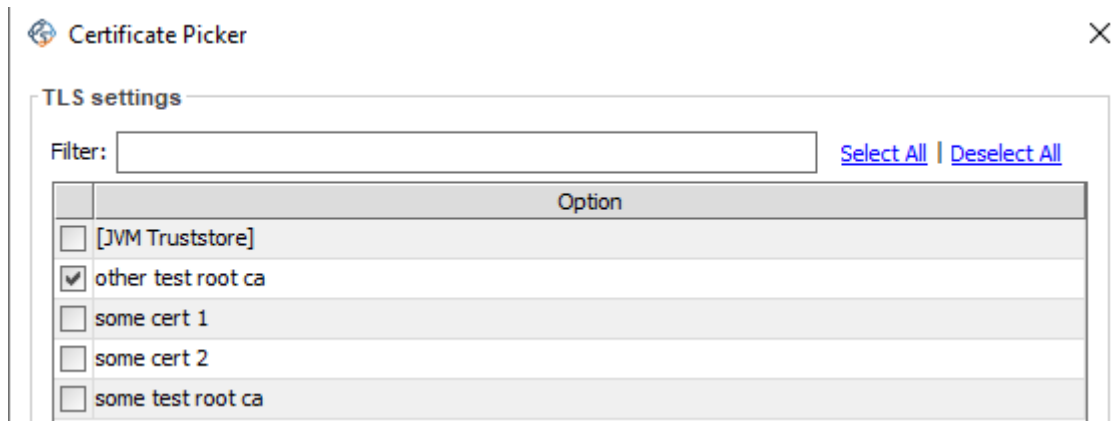 Certificate Picker
TLS settings
Filter: Select All | Deselect All
Option
[JVM Truststore]
other test root ca
some cert 1
some cert 2
some test root ca